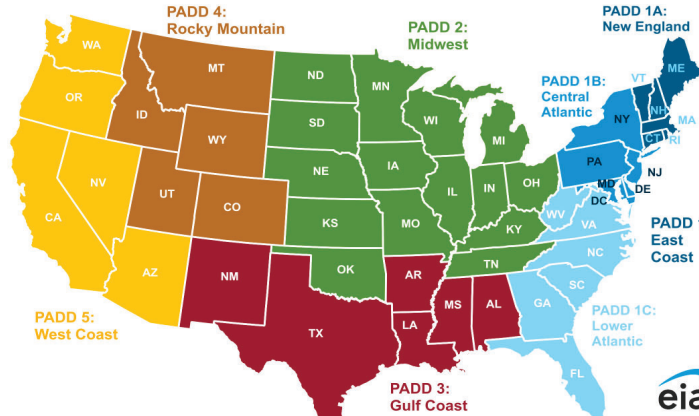 PADD 4:
Rocky Mountain
PADD 2:
Midwest
PADD 1A:
New England
PADD 1B:
Central
Atlantic
WA
OR
CA
NV
AZ
MT
ID
WY
UT
CO
ND
SD
NE
KS
OK
MN
IA
MO
WI
IL
MI
IN
OH
KY
TN
NM
TX
AR
LA
MS
AL
ME
VT
NH
MA
CT
RI
NY
PA
NJ
MD
DE
DC
WV
VA
NC
SC
GA
FL
PADD 1
East
Coast
PADD 1C:
Lower
Atlantic
PADD 5:
West Coast
PADD 3:
Gulf Coast
eia